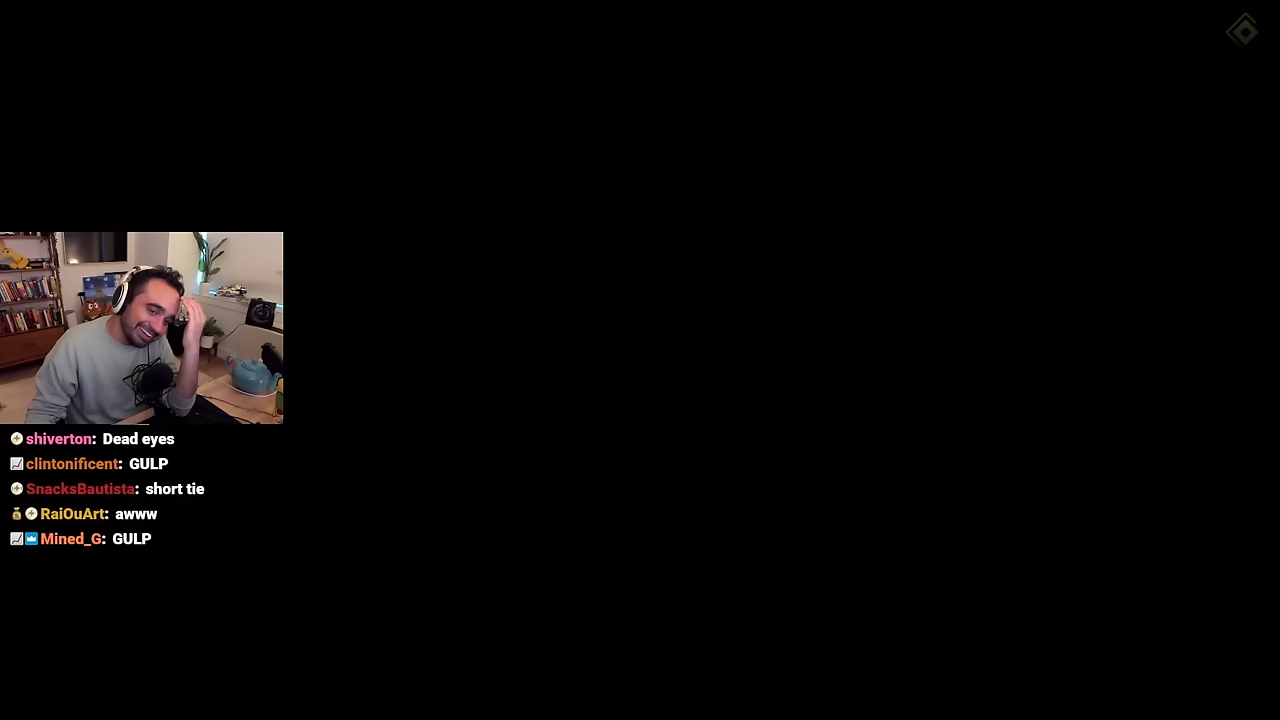 shiverton: Dead eyes
clintonificent: GULP
SnacksBautista: short tie
RaiOuArt: awww
Mined_G: GULP